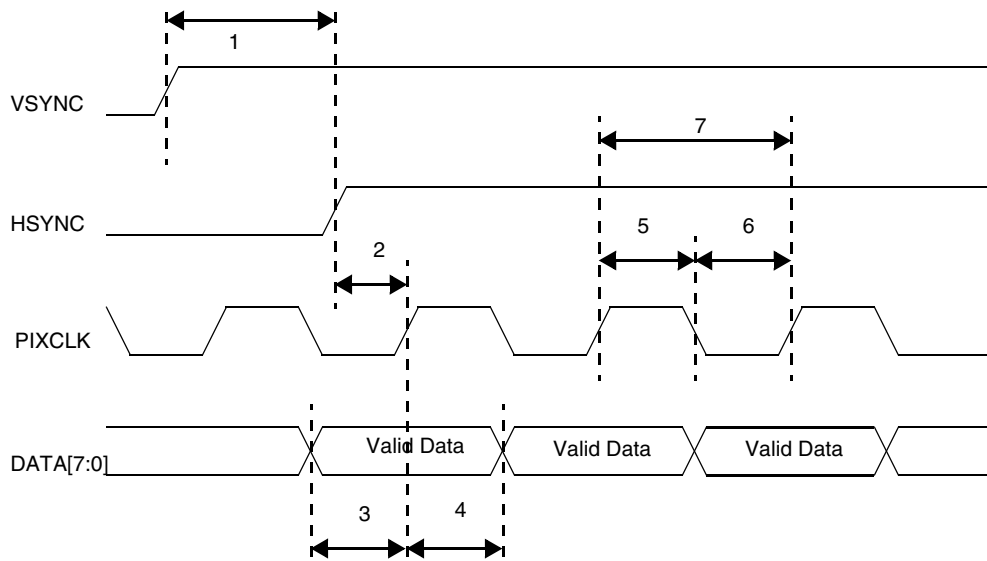 1
VSYNC
7
HSYNC
5
6
2
PIXCLK
Valid Data
Valid Data
Valid Data
DATA[7:0]
3
4